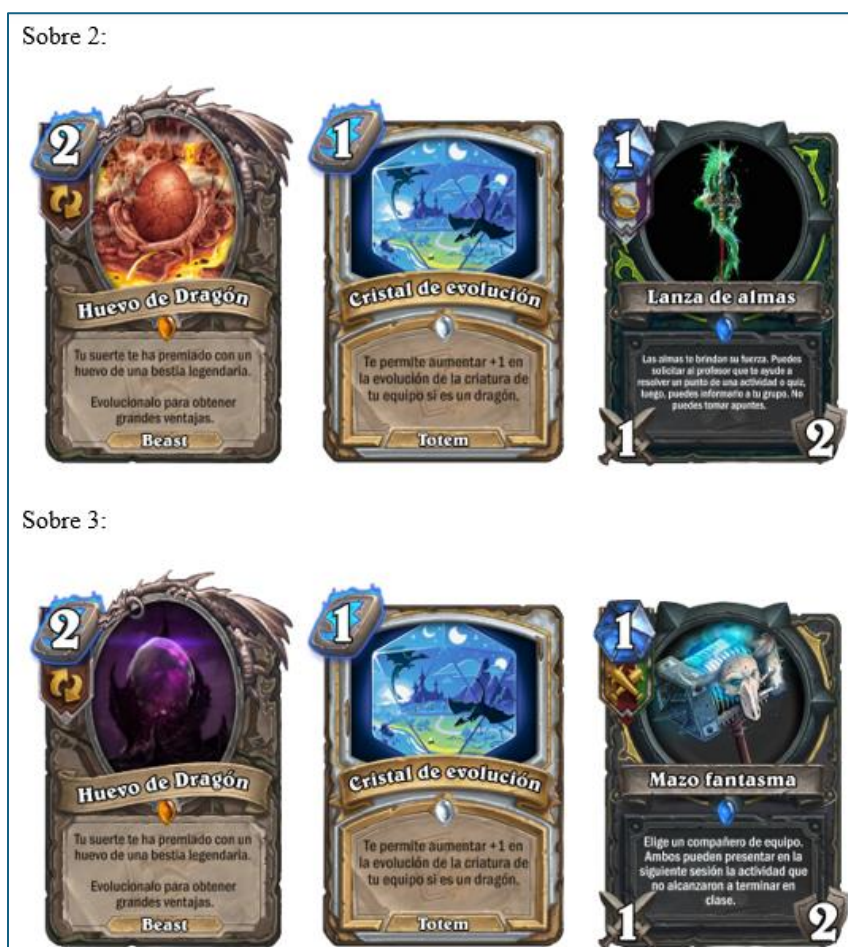 Sobre 2:
2
Huevo de Dragón
Tu suerte te ha premiado con un
huevo de una bestia legendaria.
Evolucionalo para obtener
grandes ventajas.
Beast
1
Cristal de evolución
Te permite aumentar +1 en
la evolución de la criatura de
tu equipo si es un dragón.
Totem
1
Lanza de almas
Las almas te brindan su fuerza. Puedes
solicitar al profesor que te ayude a
resolver un punto de una actividad o quiz,
luego, puedes informarlo a tu grupo. No
puedes tomar apuntes.
1
2
Sobre 3:
2
Huevo de Dragón
Tu suerte te ha premiado con un
huevo de una bestia legendaria.
Evolucionalo para obtener
grandes ventajas.
Beast
1
Cristal de evolución
Te permite aumentar +1 en
la evolución de la criatura de
tu equipo si es un dragón.
Totem
1
Mazo fantasma
Elige un compañero de equipo.
Ambos pueden presentar en la
siguiente sesión la actividad que
no alcanzaron a terminar en
clase.
1
2